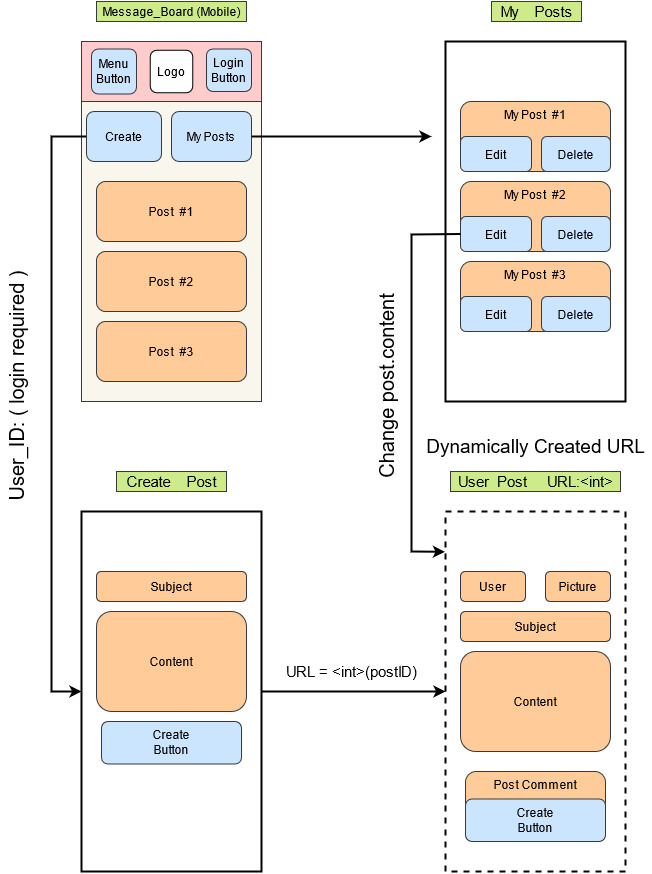 Message_Board (Mobile)
Menu
Button
Logo
Login
Button
Create
My Posts
Post #1
Post #2
Post #3
User_ID: ( login required )
My Posts
My Post #1
Edit
Delete
My Post #2
Edit
Delete
My Post #3
Edit
Delete
Change post.content
Create Post
Subject
Content
Create
Button
URL = <int>(postID)
Dynamically Created URL
User Post URL:<int>
User
Picture
Subject
Content
Post Comment
Create
Button